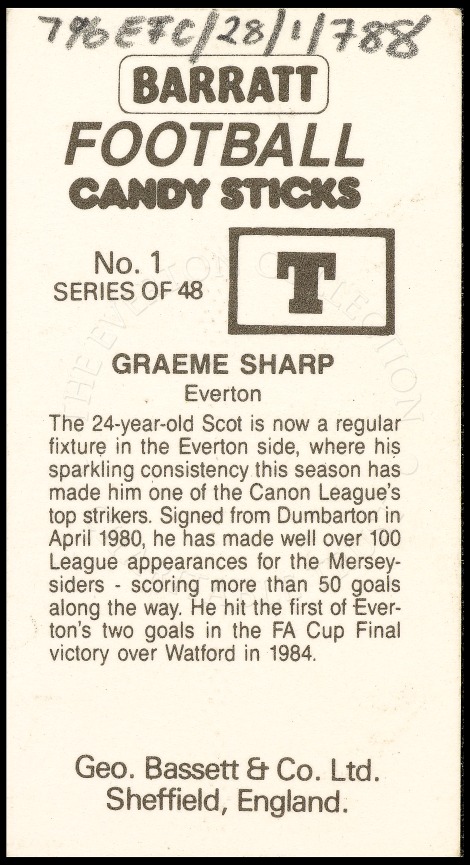 796 EFC/28/1/788
BARRATT
FOOTBALL
CANDY STICKS
No. 1
SERIES OF 48
T
THE EVERTON COLLECTION
GRAEME SHARP
Everton
The 24-year-old Scot is now a regular
fixture in the Everton side, where his
sparkling consistency this season has
made him one of the Canon League's
top strikers. Signed from Dumbarton in
April 1980, he has made well over 100
League appearances for the Mersey-
siders - scoring more than 50 goals
along the way. He hit the first of Ever-
ton's two goals in the FA Cup Final
victory over Watford in 1984.
Geo. Bassett & Co. Ltd.
Sheffield, England.